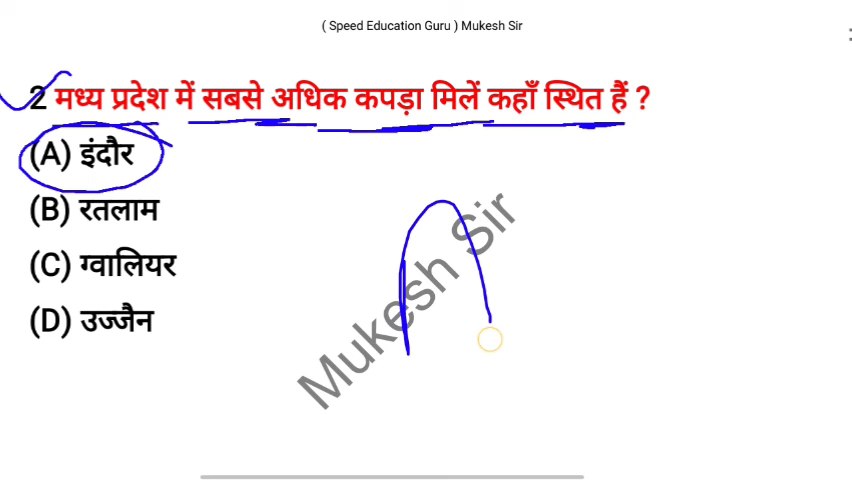 ( Speed Education Guru ) Mukesh Sir
2 मध्य प्रदेश में सबसे अधिक कपड़ा मिलें कहाँ स्थित हैं ?
(A) इंदौर
(B) रतलाम
(C) ग्वालियर
(D) उज्जैन
Mukesh Sir